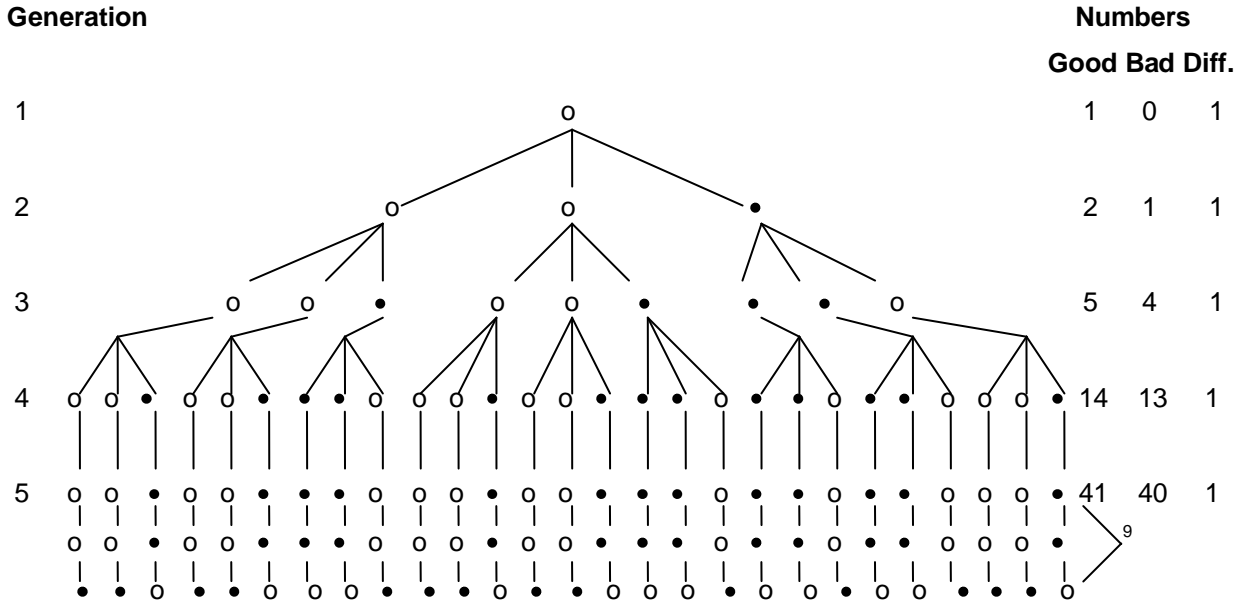 Generation Numbers
Good Bad Diff.
1 o 1 0 1
2 o o • 2 1 1
3 o o • o o • • • o 5 4 1
4 o o • o o • • • o o o • o o • • • o • • o • • o o o • 14 13 1
5 o o • o o • • • o o o • o o • • • o • • o • • o o o • 41 40 1
o o • o o • • • o o o • o o • • • o • • o • • o o o • 9
• • o • • o o o • • • o • • o o o • o o • o o • • • o